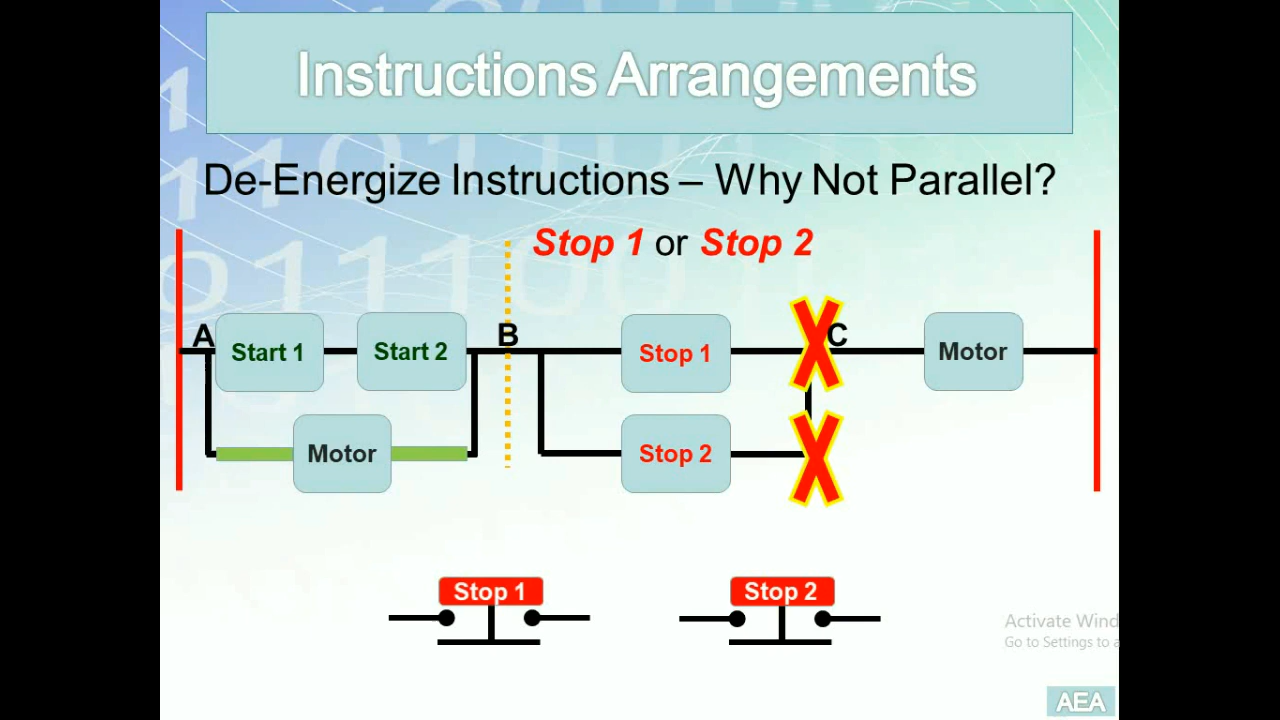 Instructions Arrangements
De-Energize Instructions – Why Not Parallel?
Stop 1 or Stop 2
A
Start 1
Start 2
B
Stop 1
C
Motor
Motor
Stop 2
Stop 1
Stop 2
Activate Wind
Go to Settings to a
AEA